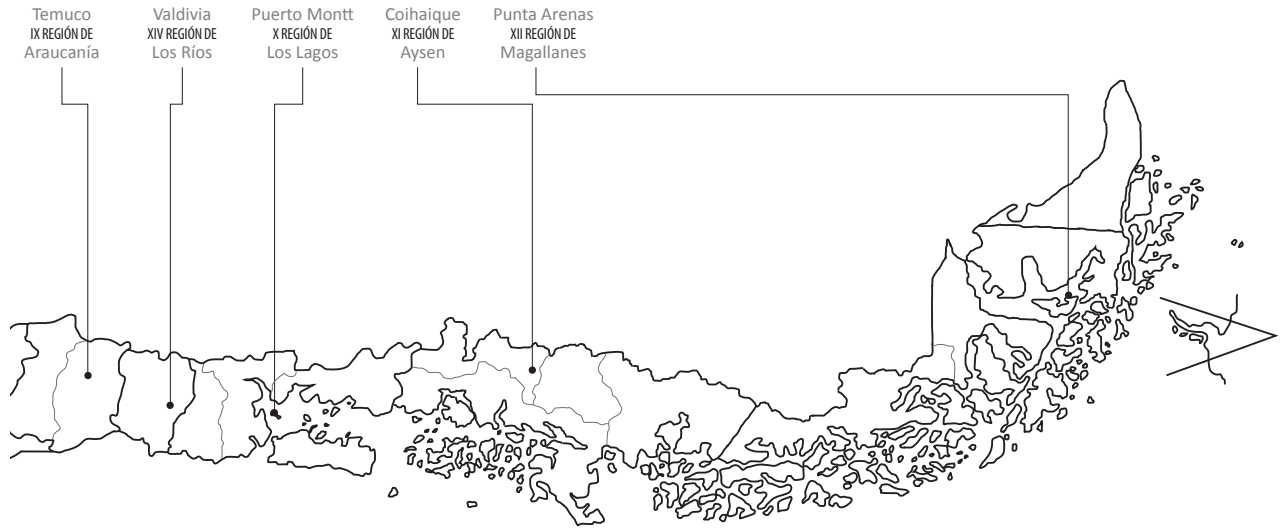 Temuco
IX REGIÓN DE
Araucanía
Valdivia
XIV REGIÓN DE
Los Ríos
Puerto Montt
X REGIÓN DE
Los Lagos
Coihaique
XI REGIÓN DE
Aysen
Punta Arenas
XII REGIÓN DE
Magallanes